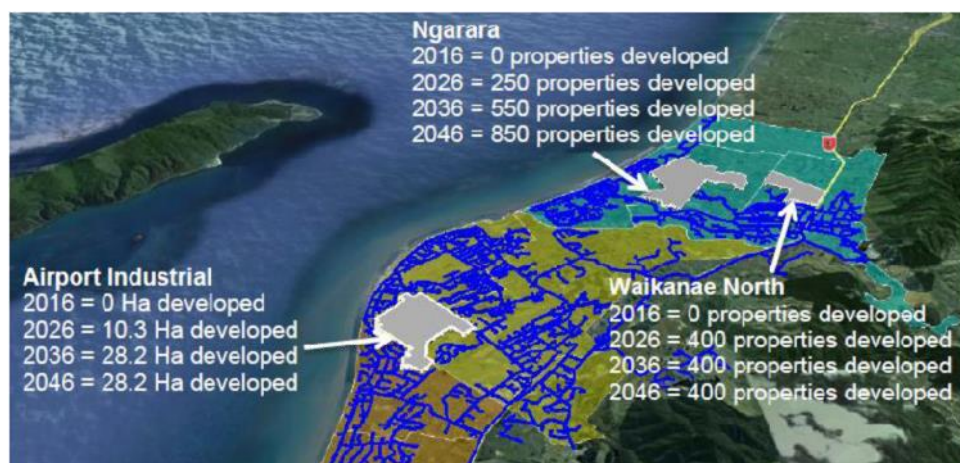 Ngarara
2016 = 0 properties developed
2026 = 250 properties developed
2036 = 550 properties developed
2046 = 850 properties developed
1
Airport Industrial
2016 = 0 Ha developed
2026 = 10.3 Ha developed
2036 = 28.2 Ha developed
2046 = 28.2 Ha developed
Waikanae North
2016 = 0 properties developed
2026 = 400 properties developed
2036 = 400 properties developed
2046 = 400 properties developed